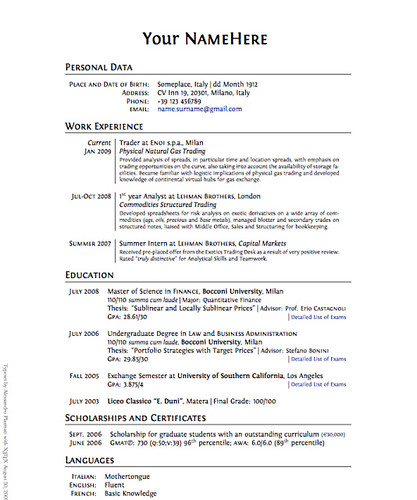 Your NameHere
Personal Data
Place and Date of Birth: Someplace, Italy | dd Month 1912
Address: CV Inn 19, 20301, Milano, Italy
Phone: +39 123 456789
email: name.surname@gmail.com
Work Experience
Current Trader at Enoi s.p.a., Milan
Jan 2009 Physical Natural Gas Trading
Provided analysis of spreads, in particular time and location spreads, with emphasis on
trading opportunities on the curve, also taking into account the availability of storage fa-
cilities. Became familiar with logistic implications of physical gas trading and developed
knowledge of continental virtual hubs for gas exchange.
Jul-Oct 2008 1st year Analyst at Lehman Brothers, London
Commodities Structured Trading
Developed spreadsheets for risk analysis on exotic derivatives on a wide array of com-
modities (ags, oils, precious and base metals), managed blotter and secondary trades on
structured notes, liaised with Middle Office, Sales and Structuring for bookkeeping.
Summer 2007 Summer Intern at Lehman Brothers, Capital Markets
Received pre-placed offer from the Exotics Trading Desk as a result of very positive review.
Rated "truly distinctive" for Analytical Skills and Teamwork.
Education
July 2008 Master of Science in Finance, Bocconi University, Milan
110/110 summa cum laude | Major: Quantitative Finance
Thesis: "Sublinear and Locally Sublinear Prices" | Advisor: Prof. Erio Castagnoli
GPA: 28.61/30 | Detailed List of Exams
July 2006 Undergraduate Degree in Law and Business Administration
110/110 summa cum laude, Bocconi University, Milan
Thesis: "Portfolio Strategies with Target Prices" | Advisor: Stefano Bonini
GPA: 29.85/30 | Detailed List of Exams
Fall 2005 Exchange Semester at University of Southern California, Los Angeles
GPA: 3.875/4 | Detailed List of Exams
July 2003 Liceo Classico "E. Duni", Matera | Final Grade: 100/100
Scholarships and Certificates
Sept. 2006 Scholarship for graduate students with an outstanding curriculum (€30,000)
June 2006 GMAT®: 730 (q:50;v:39) 96th percentile; AWA: 6.0/6.0 (89th percentile)
Languages
Italian: Mothertongue
English: Fluent
French: Basic Knowledge
Typeset by Alessandro Plasmati with XeTeX August 30,